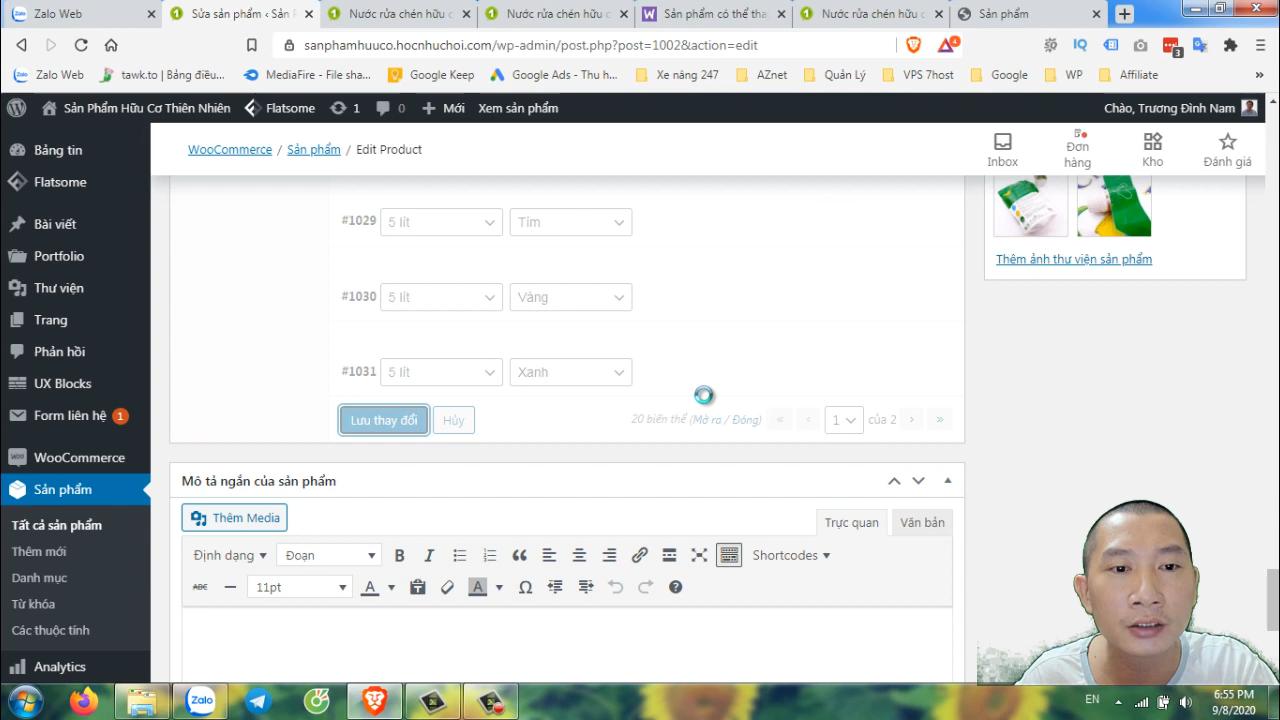 Zalo Web
Sửa sản phẩm ‹ Sản P
Nước rửa chén hữu c
Nước rửa chén hữu c
Sản phẩm có thể tha
Nước rửa chén hữu c
Sản phẩm
sanphamhuuco.hoinhuchoi.com/wp-admin/post.php?post=1002&action=edit
4
IQ
3
Zalo Web
tawk.to | Bảng điều...
MediaFire - File sha...
Google Keep
Google Ads - Thu h...
Xe nâng 247
AZnet
Quản Lý
VPS 7host
Google
WP
Affiliate
»
Sản Phẩm Hữu Cơ Thiên Nhiên
Flatsome
1
0
Mới
Xem sản phẩm
Chào, Trương Đình Nam
Bảng tin
Flatsome
Bài viết
Portfolio
Thư viện
Trang
Phản hồi
UX Blocks
Form liên hệ 1
WooCommerce
Sản phẩm
Tất cả sản phẩm
Thêm mới
Danh mục
Từ khóa
Các thuộc tính
Analytics
WooCommerce / Sản phẩm / Edit Product
Inbox
Đơn hàng
Kho
Đánh giá
#1029 5 lít Tím
#1030 5 lít Vàng
#1031 5 lít Xanh
Lưu thay đổi
Hủy
20 biến thể (Mở ra / Đóng) « ‹ 1 của 2 › »
Thêm ảnh thư viện sản phẩm
Mô tả ngắn của sản phẩm
Thêm Media
Trực quan
Văn bản
Định dạng
Đoạn
B
I
Shortcodes
ABC
11pt
A
A
Ω
EN
6:55 PM
9/8/2020